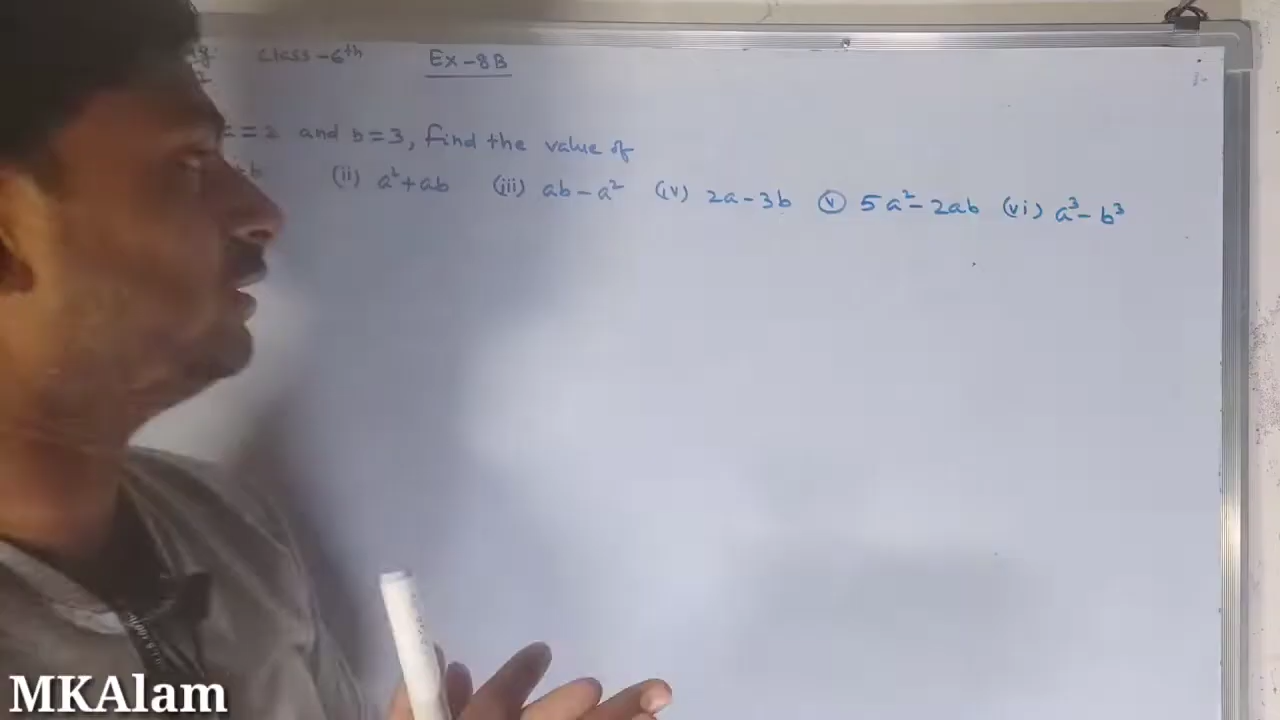 Class-6th Ex-8B
=2 and b=3, find the value of
+b (ii) a²+ab (iii) ab-a² (iv) 2a-3b (v) 5a²-2ab (vi) a³-b³
MKAlam